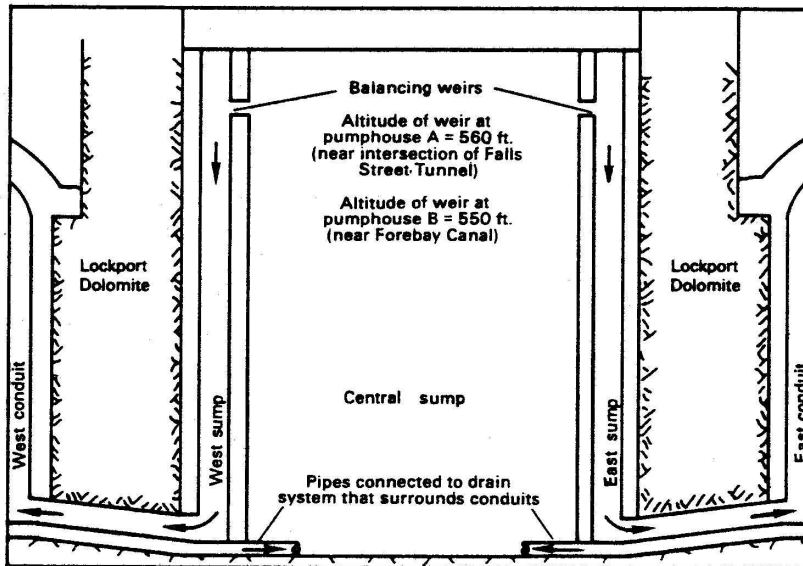 Balancing weirs
Altitude of weir at
pumphouse A = 560 ft.
(near intersection of Falls
Street Tunnel)
Altitude of weir at
pumphouse B = 550 ft.
(near Forebay Canal)
Lockport
Dolomite
Lockport
Dolomite
West conduit
West sump
Central sump
East sump
East conduit
Pipes connected to drain
system that surrounds conduits